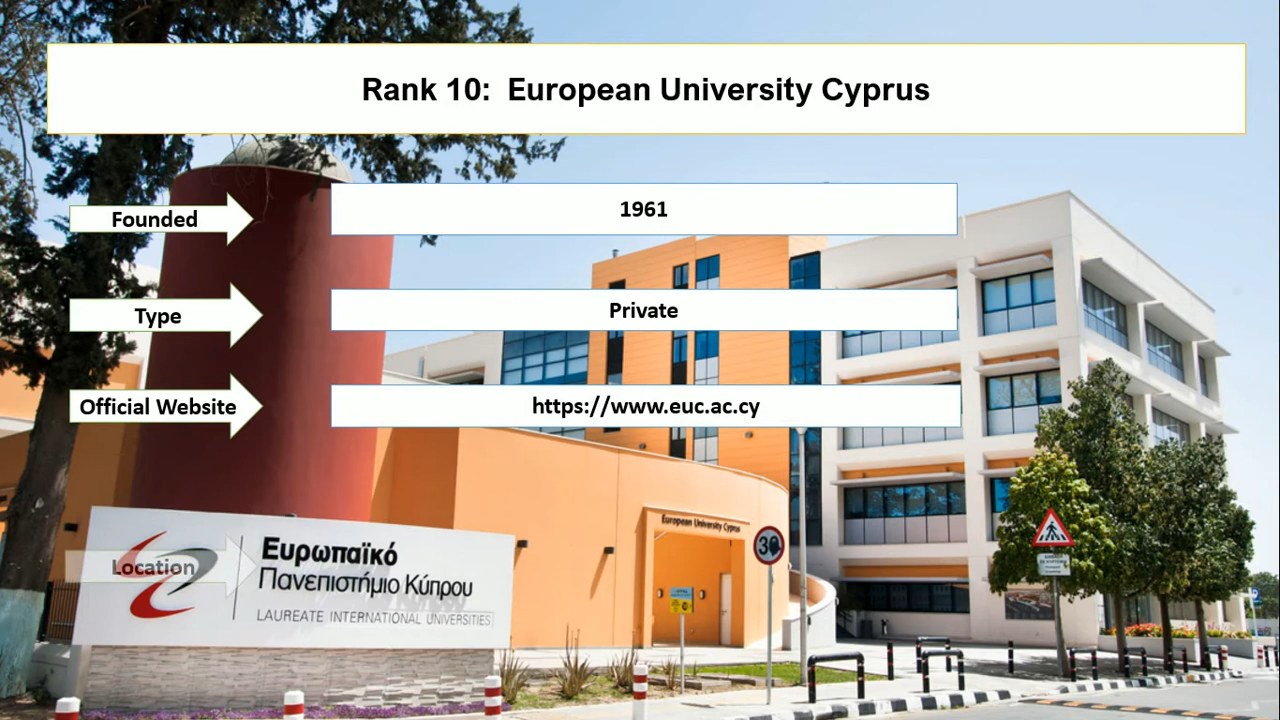 Rank 10: European University Cyprus
Founded
1961
Type
Private
Official Website
https://www.euc.ac.cy
Location
Ευρωπαϊκό
Πανεπιστήμιο Κύπρου
LAUREATE INTERNATIONAL UNIVERSITIES
European University Cyprus